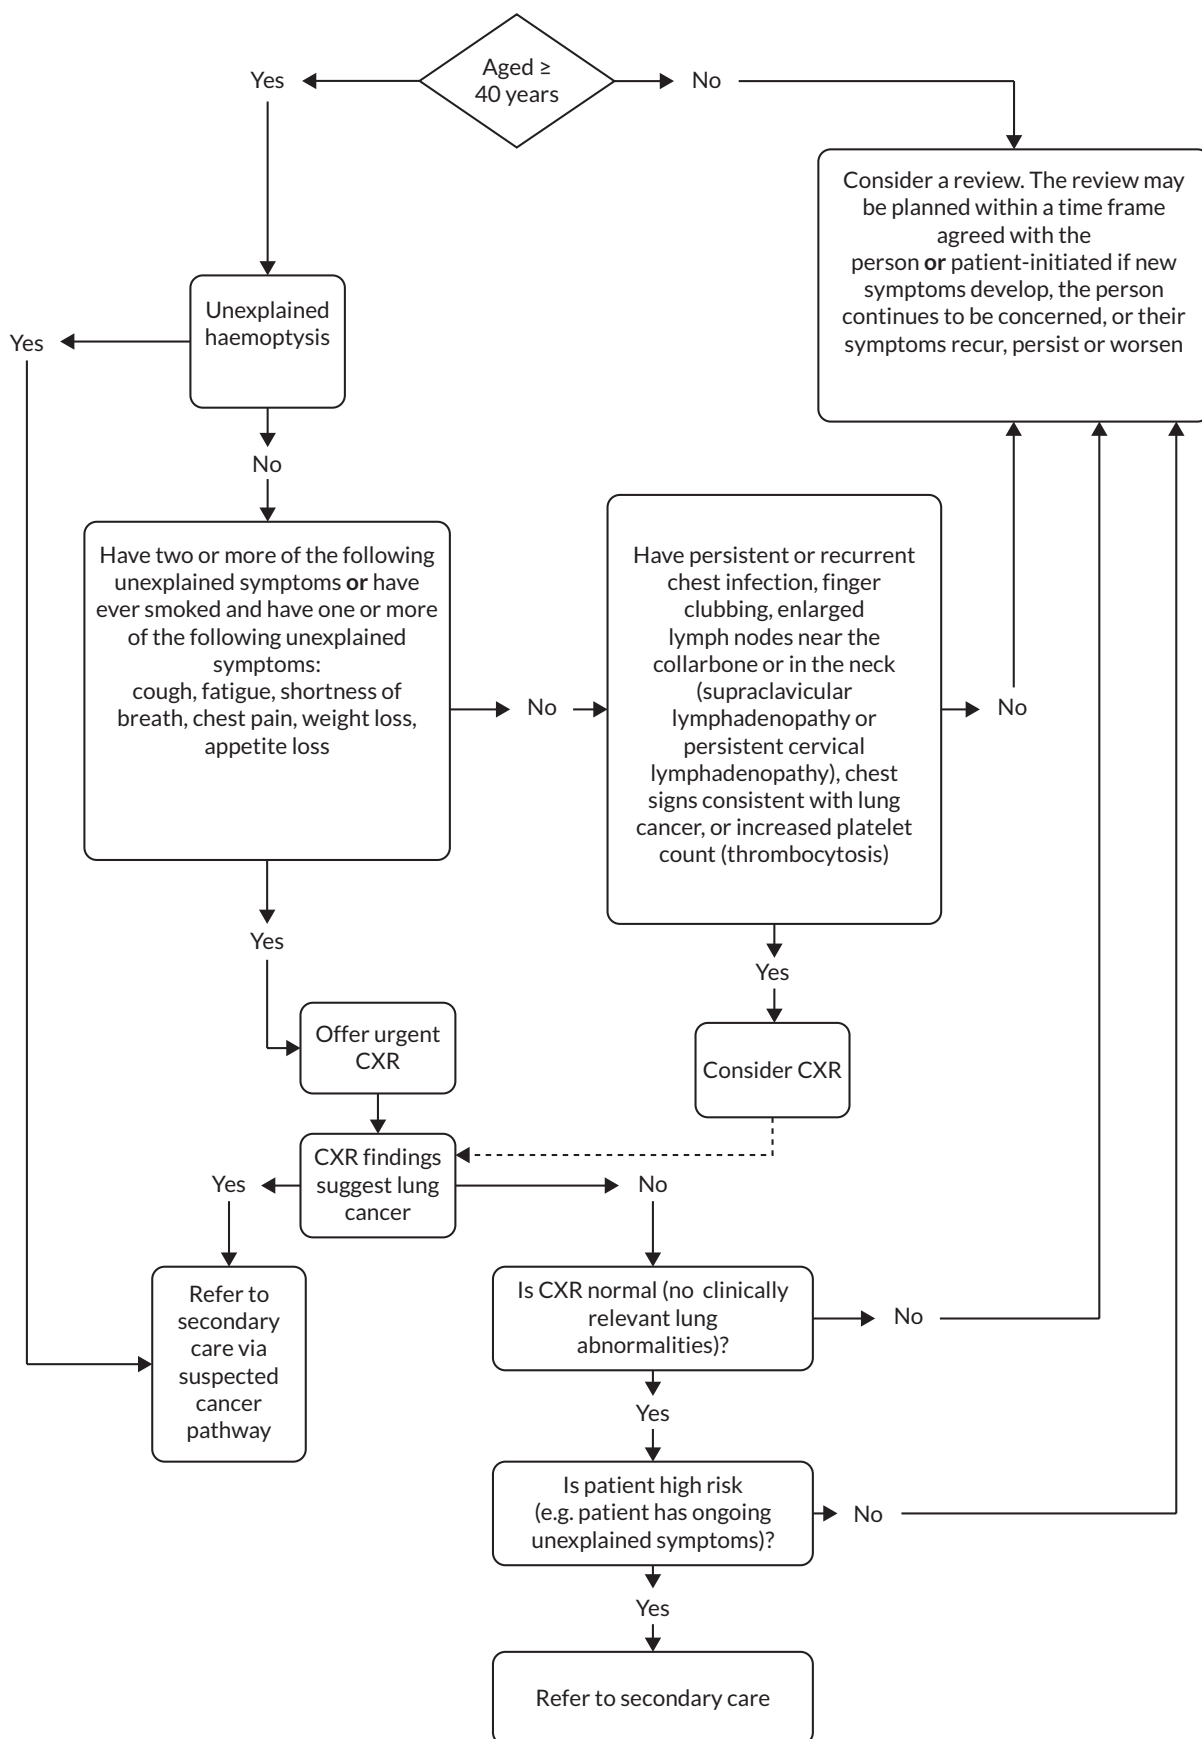 Aged ≥
40 years
Yes
No
Consider a review. The review may
be planned within a time frame
agreed with the
person or patient-initiated if new
symptoms develop, the person
continues to be concerned, or their
symptoms recur, persist or worsen
Unexplained
haemoptysis
Yes
No
Have two or more of the following
unexplained symptoms or have
ever smoked and have one or more
of the following unexplained
symptoms:
cough, fatigue, shortness of
breath, chest pain, weight loss,
appetite loss
No
Have persistent or recurrent
chest infection, finger
clubbing, enlarged
lymph nodes near the
collarbone or in the neck
(supraclavicular
lymphadenopathy or
persistent cervical
lymphadenopathy), chest
signs consistent with lung
cancer, or increased platelet
count (thrombocytosis)
No
Yes
Yes
Offer urgent
CXR
Consider CXR
CXR findings
suggest lung
cancer
Yes
No
Refer to
secondary
care via
suspected
cancer
pathway
Is CXR normal (no clinically
relevant lung
abnormalities)?
No
Yes
Is patient high risk
(e.g. patient has ongoing
unexplained symptoms)?
No
Yes
Refer to secondary care